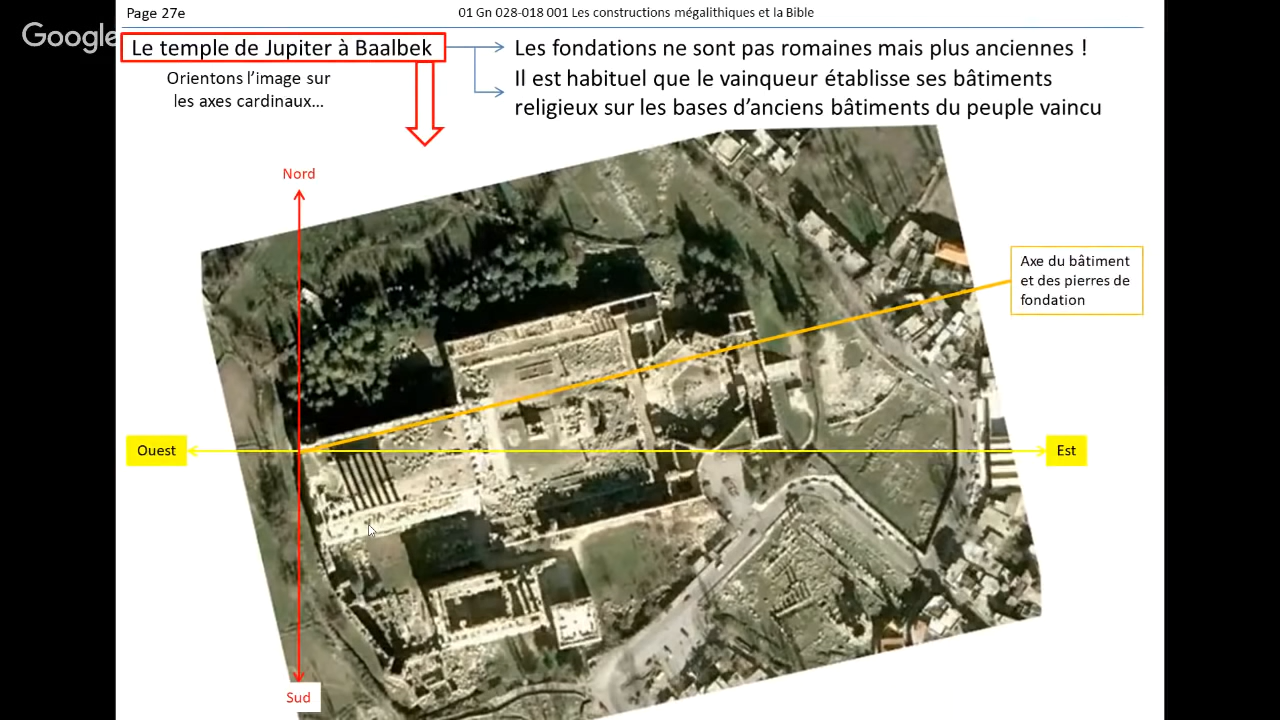 Page 27e
01 Gn 028-018 001 Les constructions mégalithiques et la Bible
Google
Le temple de Jupiter à Baalbek
Les fondations ne sont pas romaines mais plus anciennes !
Orientons l’image sur
les axes cardinaux...
Il est habituel que le vainqueur établisse ses bâtiments
religieux sur les bases d’anciens bâtiments du peuple vaincu
Nord
Axe du bâtiment
et des pierres de
fondation
Ouest
Est
Sud